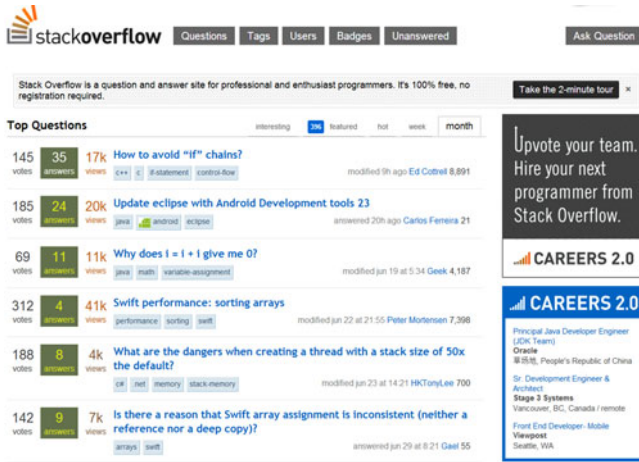 stackoverflow Questions Tags Users Badges Unanswered Ask Question
Stack Overflow is a question and answer site for professional and enthusiast programmers. It's 100% free, no
registration required.
Take the 2-minute tour ×
Top Questions interesting 396 featured hot week month
145 35 17k How to avoid “if” chains?
votes answers views c++ c if-statement control-flow modified 9h ago Ed Cottrell 8,891
185 24 20k Update eclipse with Android Development tools 23
votes answers views java android eclipse answered 20h ago Carlos Ferreira 21
69 11 11k Why does i = i + i give me 0?
votes answers views java math variable-assignment modified jun 19 at 5:34 Geek 4,187
312 4 41k Swift performance: sorting arrays
votes answers views performance sorting swift modified jun 22 at 21:55 Peter Mortensen 7,398
188 8 4k What are the dangers when creating a thread with a stack size of 50x
the default?
votes answers views c# .net memory stack-memory modified jun 23 at 14:21 HKTonyLee 700
142 9 7k Is there a reason that Swift array assignment is inconsistent (neither a
reference nor a deep copy)?
votes answers views arrays swift answered jun 29 at 8:21 Gael 55
Upvote your team.
Hire your next
programmer from
Stack Overflow.
CAREERS 2.0
CAREERS 2.0
Principal Java Developer Engineer
(JDK Team)
Oracle
People's Republic of China
Sr. Development Engineer &
Architect
Stage 3 Systems
Vancouver, BC, Canada / remote
Front End Developer- Mobile
Viewpost
Seattle, WA